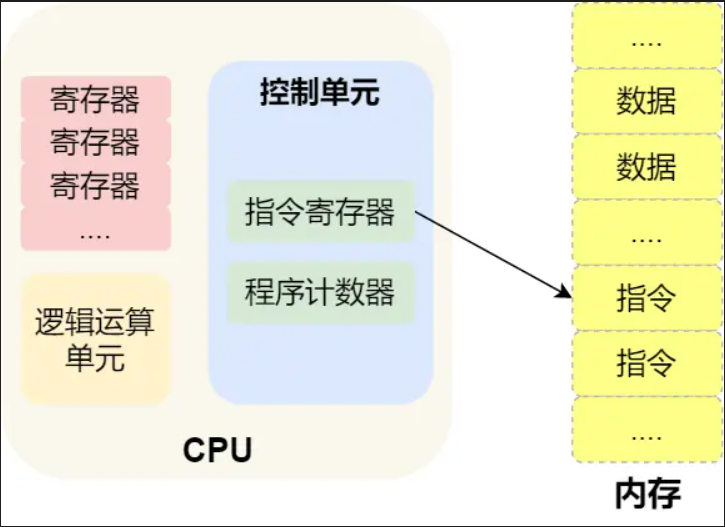 寄存器
寄存器
寄存器
....
逻辑运算
单元
控制单元
指令寄存器
程序计数器
CPU
....
数据
数据
....
指令
指令
....
内存